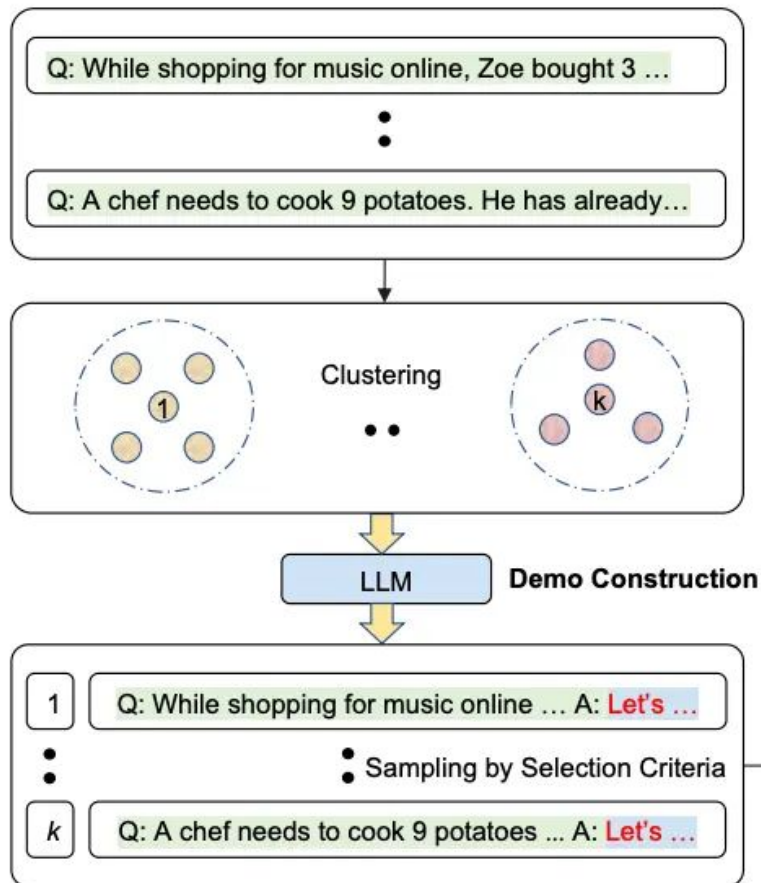 Q: While shopping for music online, Zoe bought 3 …
Q: A chef needs to cook 9 potatoes. He has already…
Clustering
1
k
LLM
Demo Construction
1
Q: While shopping for music online … A: Let's …
Sampling by Selection Criteria
k
Q: A chef needs to cook 9 potatoes ... A: Let's …